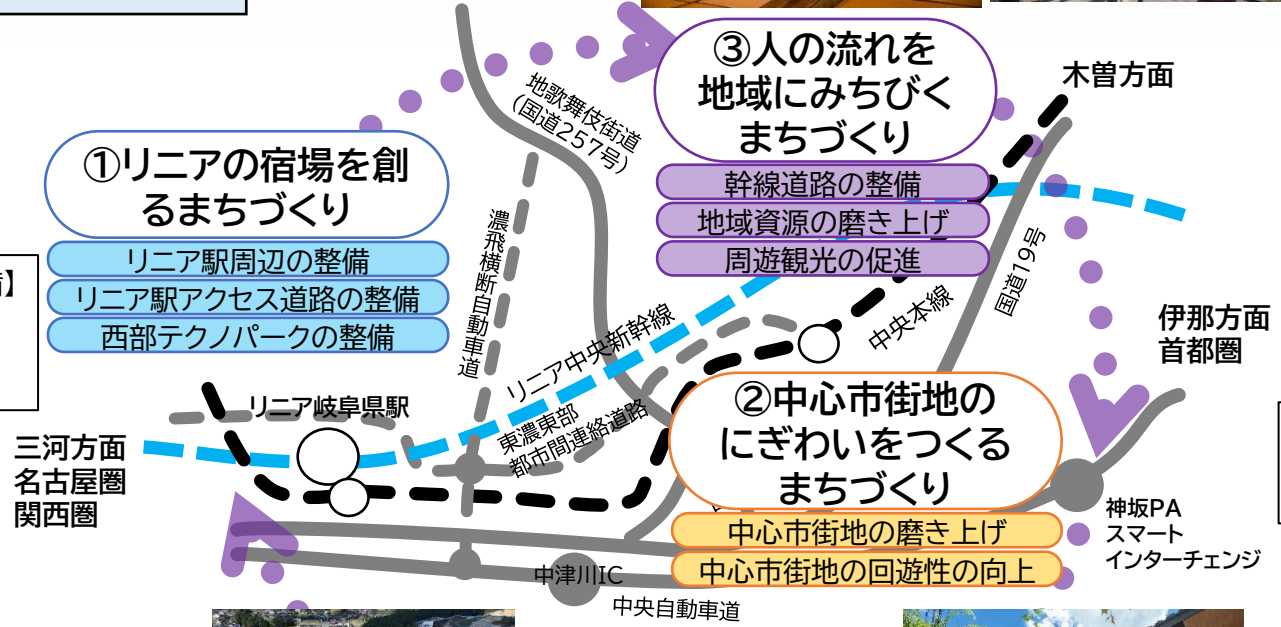 ③人の流れを
地域にみちびく
まちづくり
幹線道路の整備
地域資源の磨き上げ
周遊観光の促進
木曽方面
地歌舞伎街道
(国道257号)
①リニアの宿場を創
るまちづくり
リニア駅周辺の整備
リニア駅アクセス道路の整備
西部テクノパークの整備
】
濃飛横断自動車道
リニア中央新幹線
中央本線
国道19号
伊那方面
首都圏
リニア岐阜県駅
東濃東部
都市間連絡道路
三河方面
名古屋圏
関西圏
②中心市街地の
にぎわいをつくる
まちづくり
中心市街地の磨き上げ
中心市街地の回遊性の向上
神坂PA
スマート
インターチェンジ
中津川IC
中央自動車道